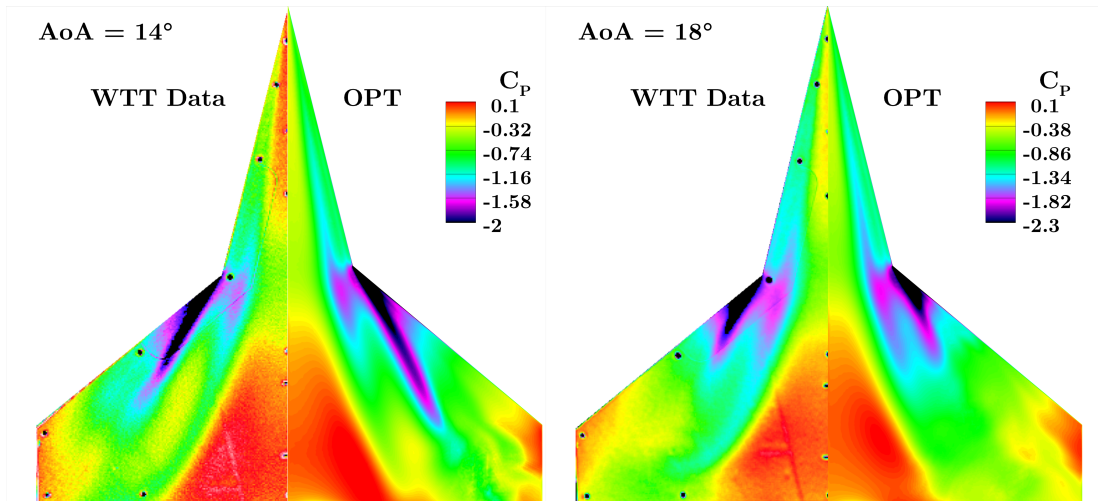 AoA = 14°
WTT Data
OPT
C_P
0.1
-0.32
-0.74
-1.16
-1.58
-2
AoA = 18°
WTT Data
OPT
C_P
0.1
-0.38
-0.86
-1.34
-1.82
-2.3